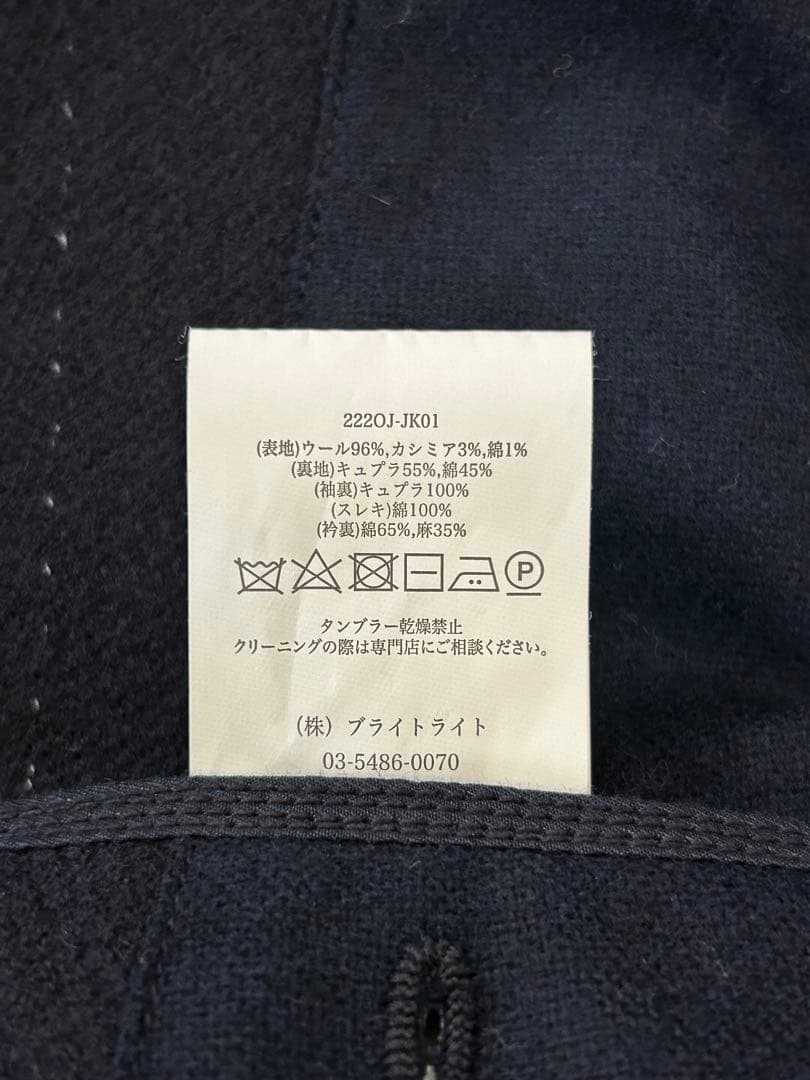 222OJ-JK01
(表地)ウール96%,カシミア3%,綿1%
(裏地)キュプラ55%,綿45%
(袖裏)キュプラ100%
(スレキ)綿100%
(衿裏)綿65%,麻35%
P
タンブラー乾燥禁止
クリーニングの際は専門店にご相談ください。
(株) ブライトライト
03-5486-0070